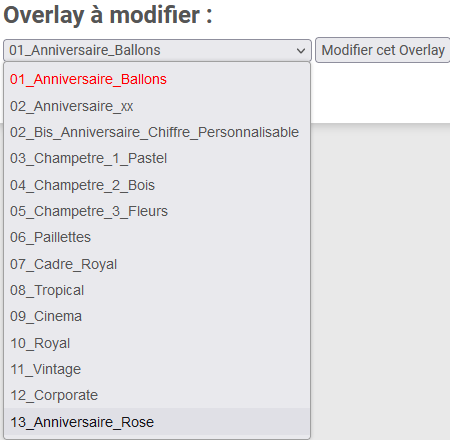 Overlay à modifier :
01_Anniversaire_Ballons Modifier cet Overlay
01_Anniversaire_Ballons
02_Anniversaire_xx
02_Bis_Anniversaire_Chiffre_Personnalisable
03_Champetre_1_Pastel
04_Champetre_2_Bois
05_Champetre_3_Fleurs
06_Paillettes
07_Cadre_Royal
08_Tropical
09_Cinema
10_Royal
11_Vintage
12_Corporate
13_Anniversaire_Rose